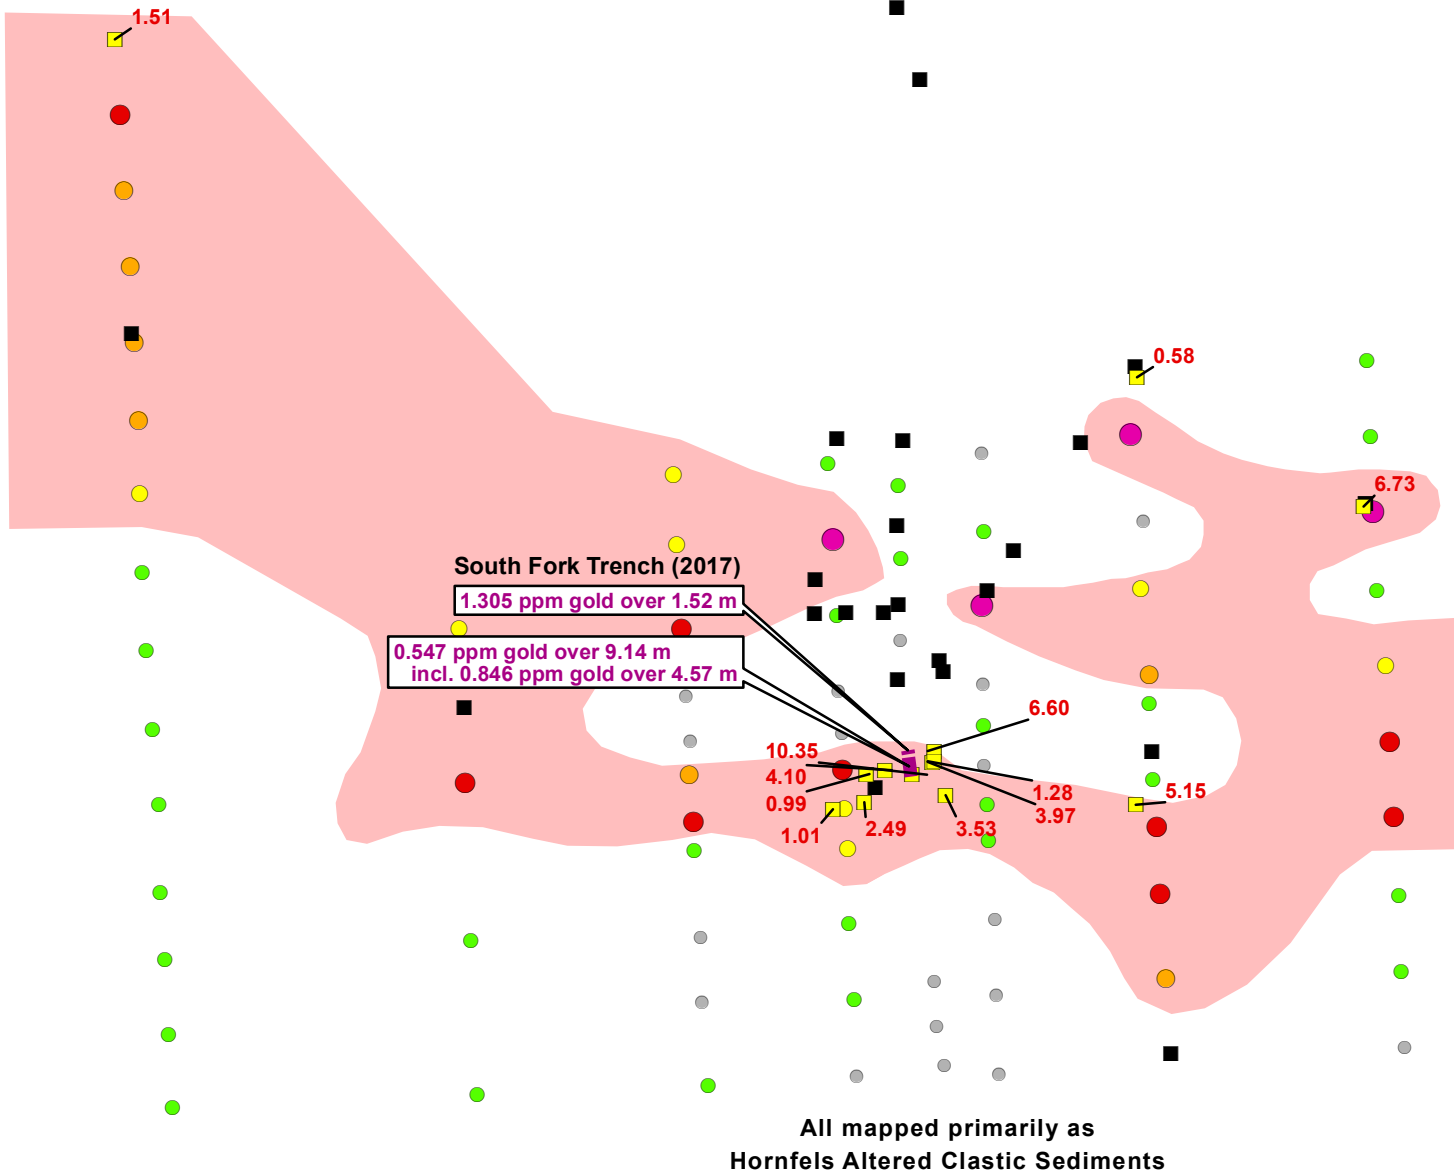 1.51
0.58
6.73
South Fork Trench (2017)
1.305 ppm gold over 1.52 m
0.547 ppm gold over 9.14 m
incl. 0.846 ppm gold over 4.57 m
6.60
10.35
4.10
0.99
1.01
2.49
3.53
1.28
3.97
5.15
All mapped primarily as
Hornfels Altered Clastic Sediments